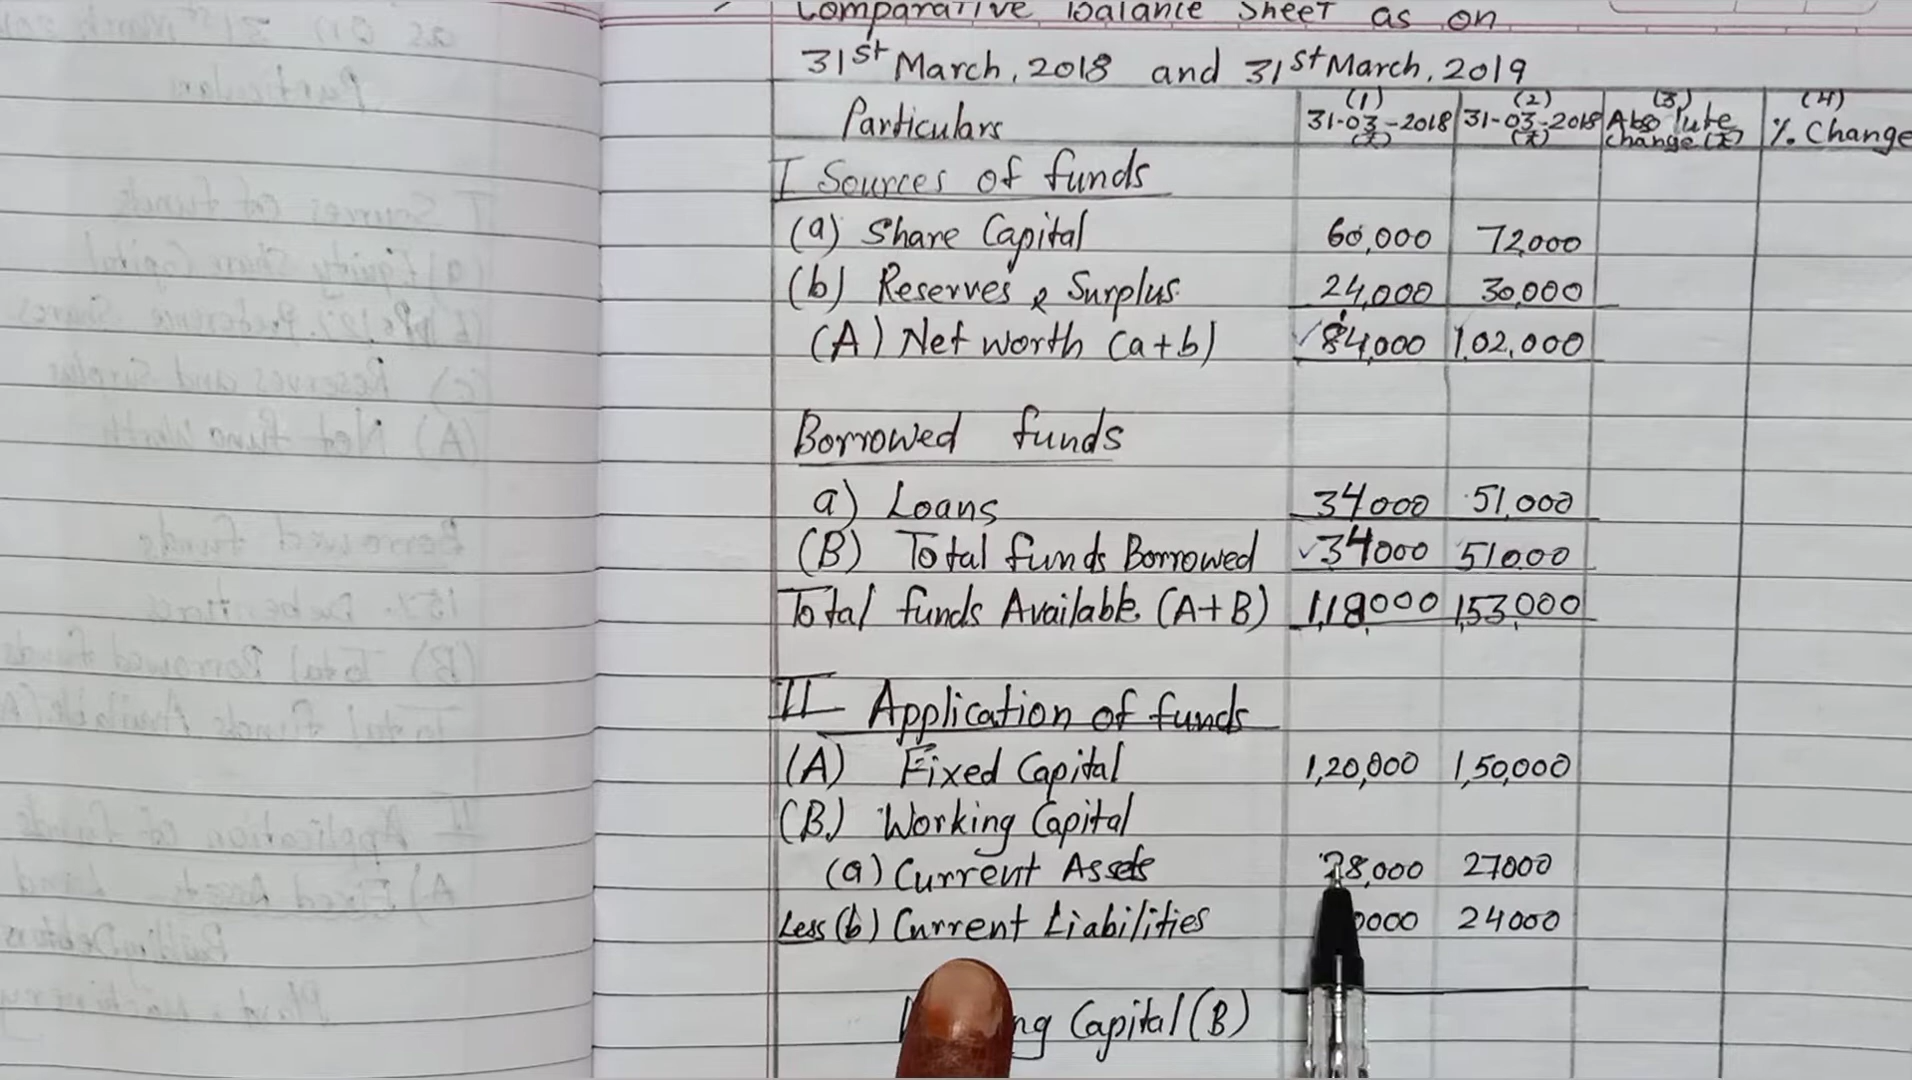 Comparative Balance Sheet as on
31st March, 2018 and 31st March, 2019
Particulars (1) 31-03-2018 (₹) (2) 31-03-2018 (₹) (3) Absolute Change (₹) (4) % Change
I Sources of funds
(a) Share Capital 60,000 72,000
(b) Reserves & Surplus 24,000 30,000
(A) Net worth (a+b) 84,000 1,02,000
Borrowed funds
a) Loans 34000 51,000
(B) Total funds Borrowed 34000 51000
Total funds Available (A+B) 1,18000 1,53,000
II Application of funds
(A) Fixed Capital 1,20,000 1,50,000
(B.) Working Capital
(a) Current Assets 28,000 27000
Less (b) Current Liabilities 0000 24000
Capital (B)